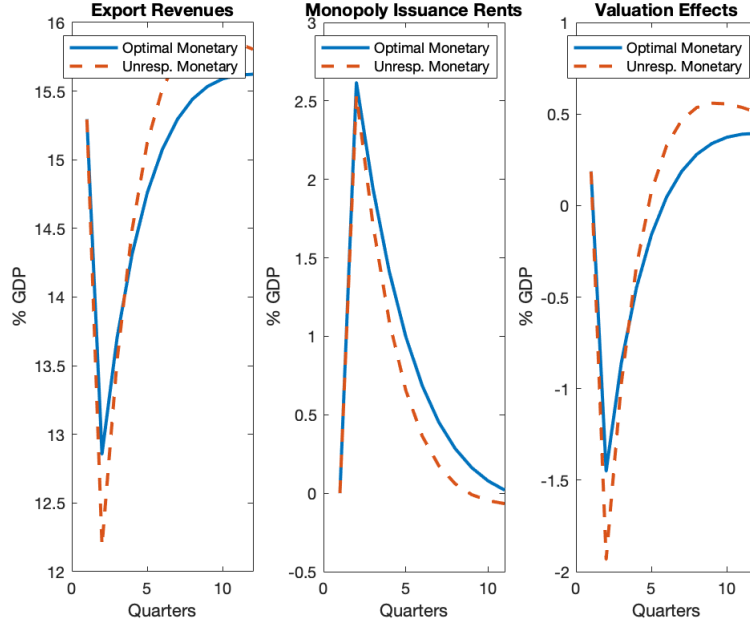 Export Revenues
Optimal Monetary
Unresp. Monetary
16
15.5
15
14.5
14
13.5
13
12.5
12
% GDP
5
10
Quarters
Monopoly Issuance Rents
Optimal Monetary
Unresp. Monetary
3
2.5
2
1.5
1
0.5
0
-0.5
% GDP
5
10
Quarters
Valuation Effects
Optimal Monetary
Unresp. Monetary
1
0.5
0
-0.5
-1
-1.5
-2
% GDP
5
10
Quarters